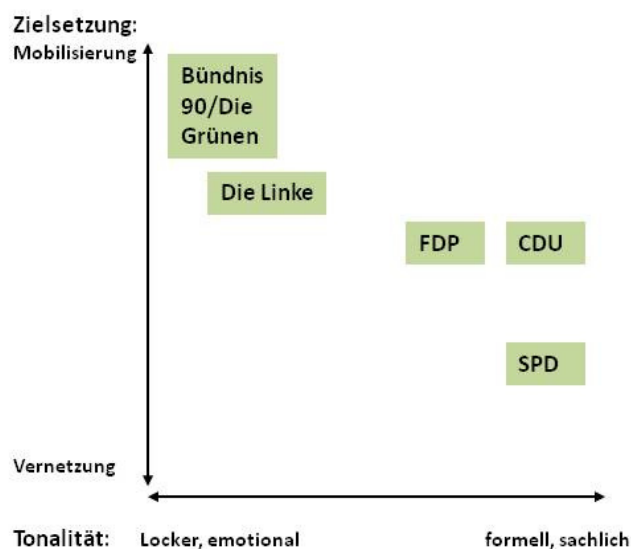 Zielsetzung:
Mobilisierung
Bündnis
90/Die
Grünen
Die Linke
FDP
CDU
SPD
Vernetzung
Tonalität:
Locker, emotional
formell, sachlich